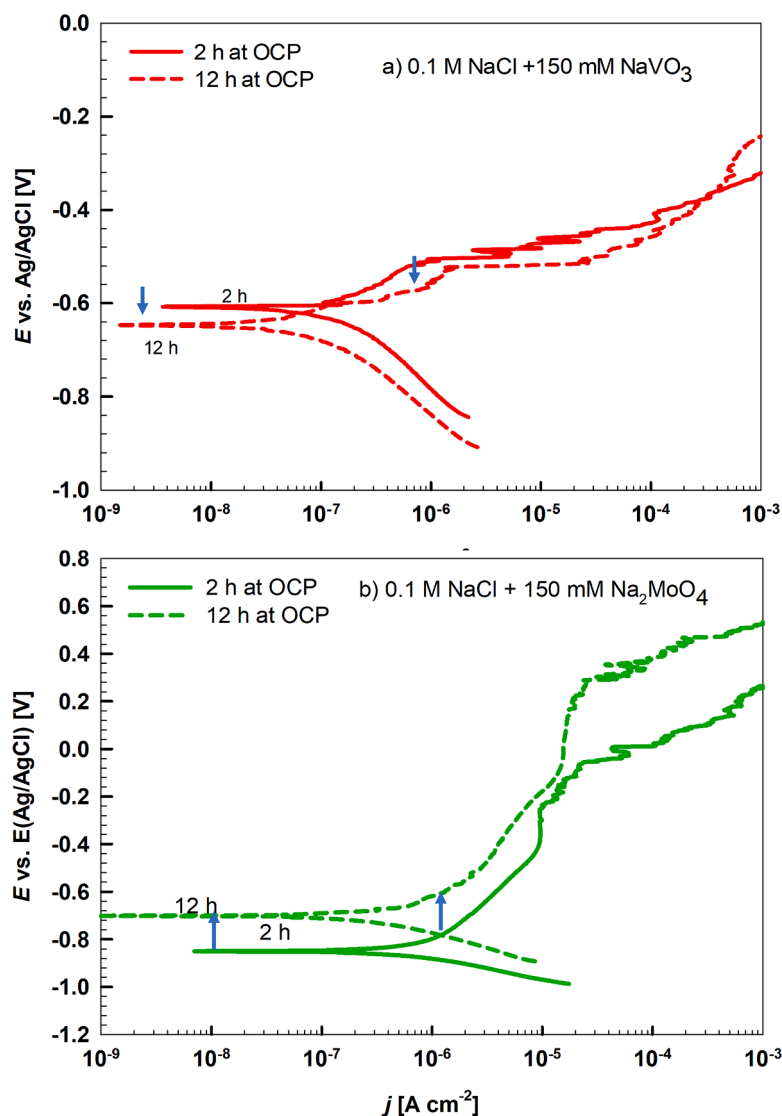 0.0
-0.2
-0.4
-0.6
-0.8
-1.0
E vs. Ag/AgCl [V]
2 h at OCP
12 h at OCP
a) 0.1 M NaCl +150 mM NaVO₃
2 h
12 h
10⁻⁹ 10⁻⁸ 10⁻⁷ 10⁻⁶ 10⁻⁵ 10⁻⁴ 10⁻³
0.8
0.6
0.4
0.2
0.0
-0.2
-0.4
-0.6
-0.8
-1.0
-1.2
E vs. E(Ag/AgCl) [V]
2 h at OCP
12 h at OCP
b) 0.1 M NaCl + 150 mM Na₂MoO₄
12 h
2 h
10⁻⁹ 10⁻⁸ 10⁻⁷ 10⁻⁶ 10⁻⁵ 10⁻⁴ 10⁻³
j [A cm⁻²]